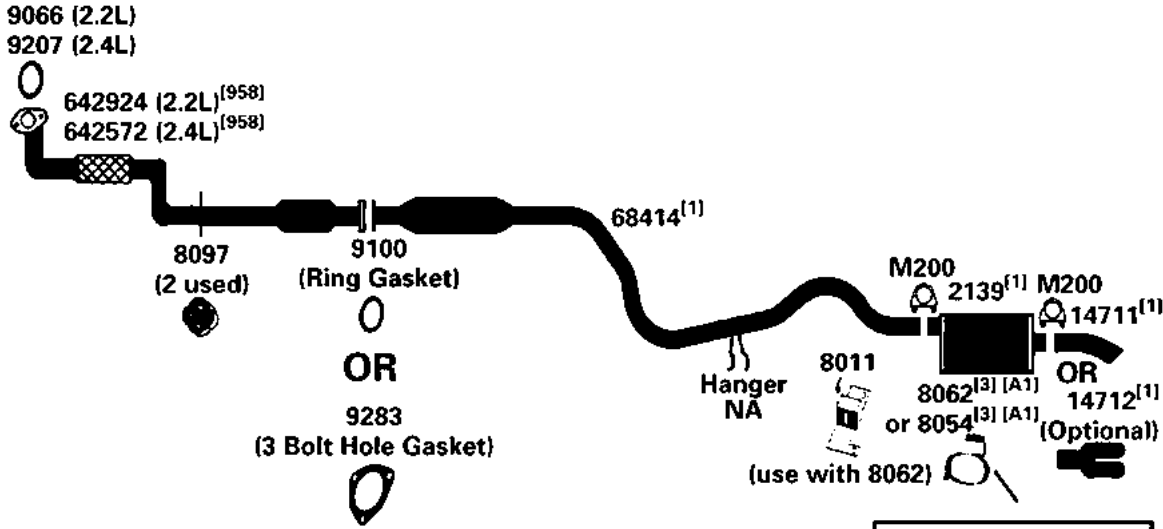 9066 (2.2L)
9207 (2.4L)
642924 (2.2L)[958]
642572 (2.4L)[958]
8097
(2 used)
9100
(Ring Gasket)
OR
9283
(3 Bolt Hole Gasket)
68414[1]
Hanger
NA
M200
2139[1]
M200
14711[1]
OR
14712[1]
(Optional)
8011
8062[3] [A1]
or 8054[3] [A1]
(use with 8062)